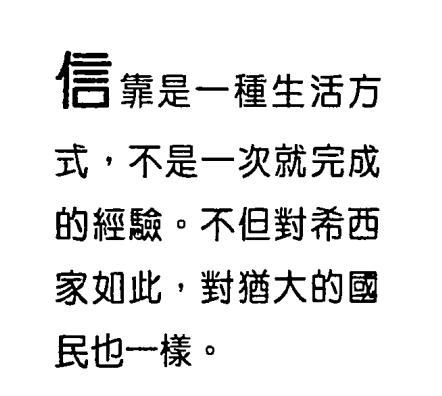 信靠是一種生活方
式，不是一次就完成
的經驗。不但對希西
家如此，對猶大的國
民也一樣。